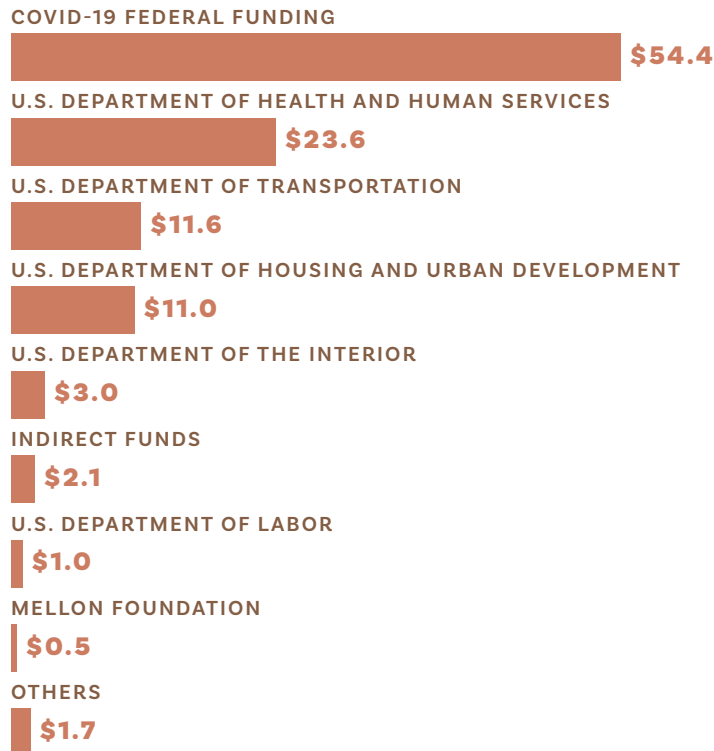 COVID-19 FEDERAL FUNDING
$54.4
U.S. DEPARTMENT OF HEALTH AND HUMAN SERVICES
$23.6
U.S. DEPARTMENT OF TRANSPORTATION
$11.6
U.S. DEPARTMENT OF HOUSING AND URBAN DEVELOPMENT
$11.0
U.S. DEPARTMENT OF THE INTERIOR
$3.0
INDIRECT FUNDS
$2.1
U.S. DEPARTMENT OF LABOR
$1.0
MELLON FOUNDATION
$0.5
OTHERS
$1.7